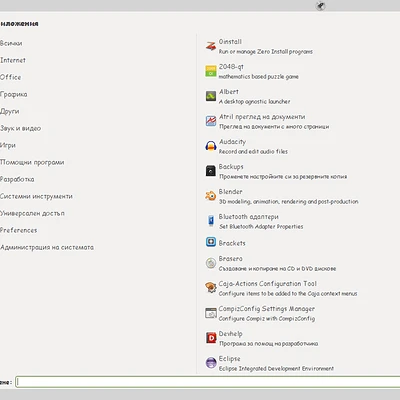 иложения
Всички
Internet
Office
Графика
Други
Звук и видео
Игри
Помощни програми
Разработка
Системни инструменти
Универсален достъп
Preferences
Администрация на системата
0install
Run or manage Zero Install programs
2048-qt
mathematics based puzzle game
Albert
A desktop agnostic launcher
Atril преглед на документи
Преглед на документи с много страници
Audacity
Record and edit audio files
Backups
Променете настройките си за резервните копия
Blender
3D modeling, animation, rendering and post-production
Bluetooth адаптери
Set Bluetooth Adapter Properties
Brackets
Brasero
Създаване и копиране на CD и DVD дискове
Caja-Actions Configuration Tool
Configure items to be added to the Caja context menus
CompizConfig Settings Manager
Configure Compiz with CompizConfig
Devhelp
Програма за помощ на разработчика
Eclipse
Eclipse Integrated Development Environment
ене: